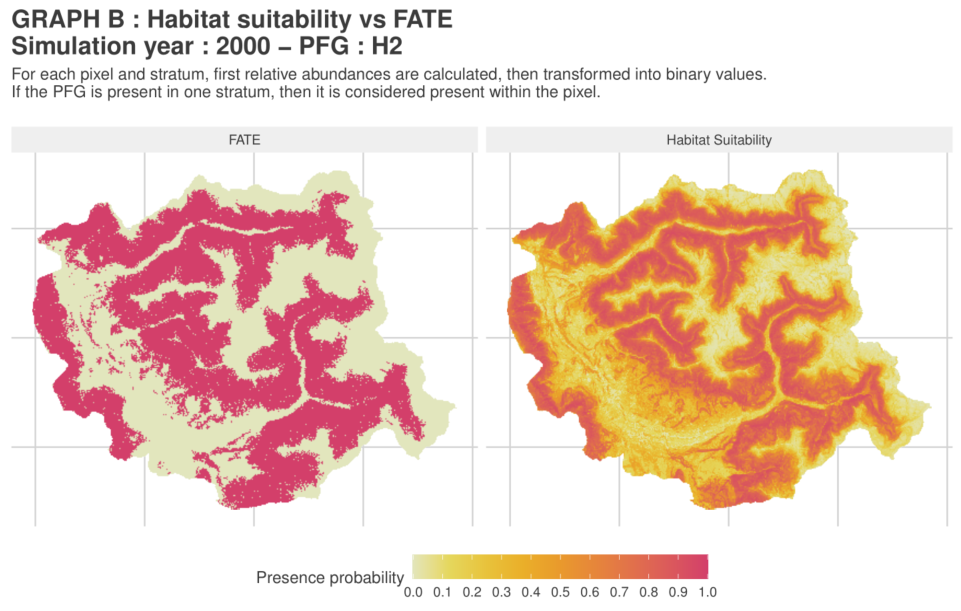 GRAPH B : Habitat suitability vs FATE
Simulation year : 2000 − PFG : H2
For each pixel and stratum, first relative abundances are calculated, then transformed into binary values.
If the PFG is present in one stratum, then it is considered present within the pixel.
FATE
Habitat Suitability
Presence probability
0.0 0.1 0.2 0.3 0.4 0.5 0.6 0.7 0.8 0.9 1.0